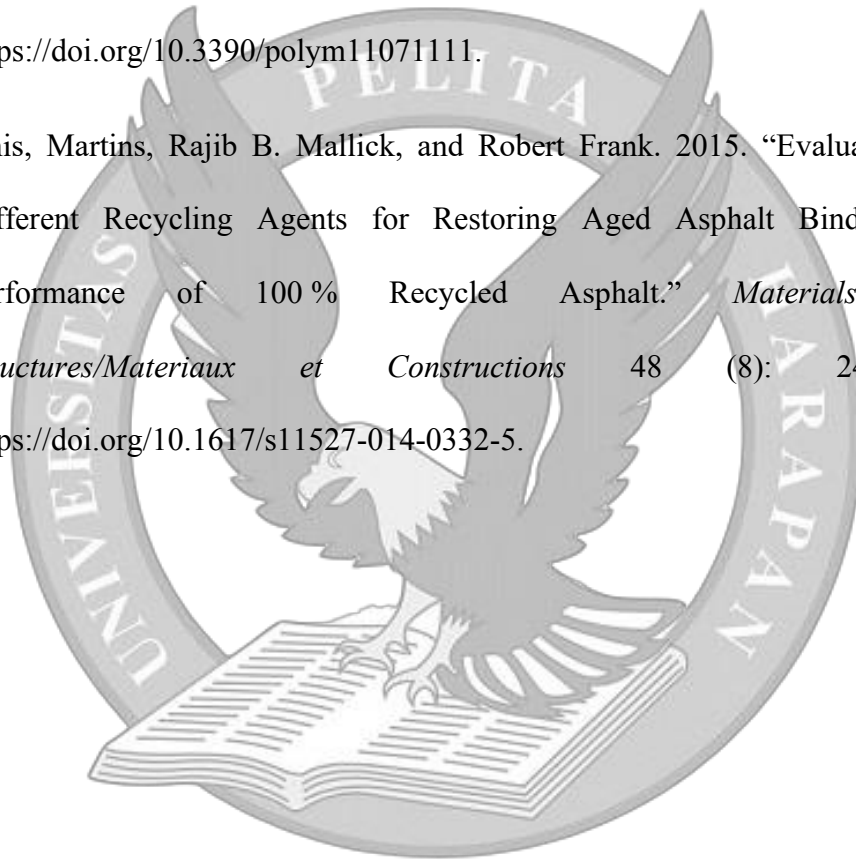 ps://doi.org/10.3390/polym11071111.
is, Martins, Rajib B. Mallick, and Robert Frank. 2015. “Evalua
fferent Recycling Agents for Restoring Aged Asphalt Bind
rformance of 100 % Recycled Asphalt.” Materials
uctures/Materiaux et Constructions 48 (8): 24
ps://doi.org/10.1617/s11527-014-0332-5.
UNIVERSITAS PELITA HARAPAN